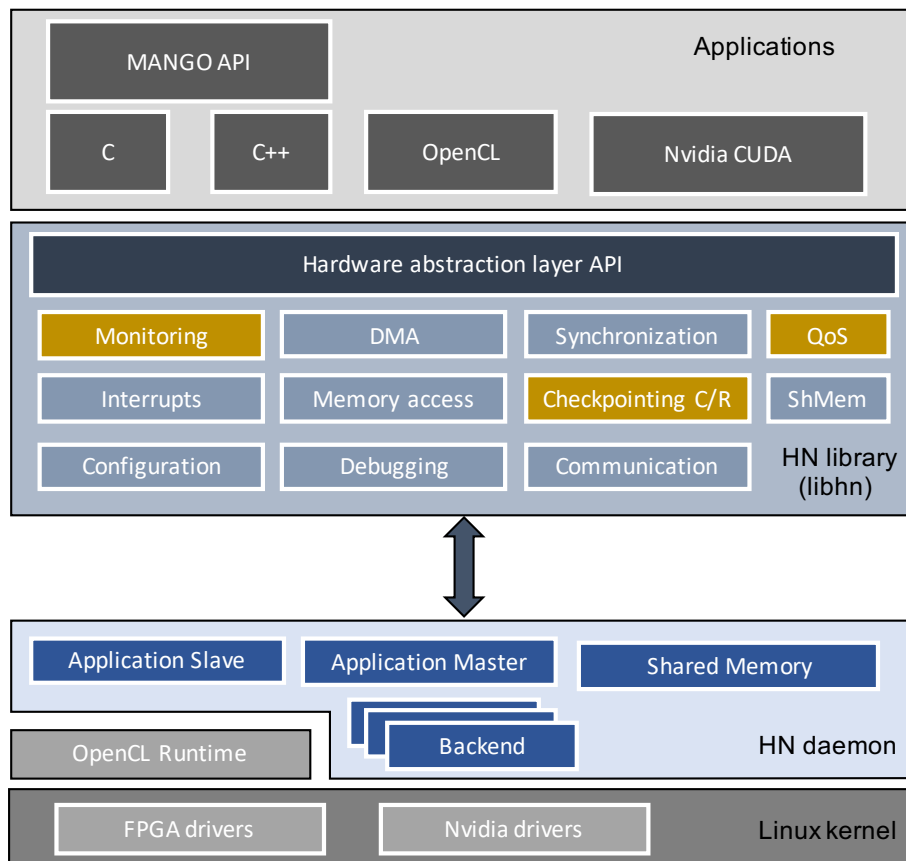 MANGO API
Applications
C
C++
OpenCL
Nvidia CUDA
Hardware abstraction layer API
Monitoring
DMA
Synchronization
QoS
Interrupts
Memory access
Checkpointing C/R
ShMem
Configuration
Debugging
Communication
HN library
(libhn)
Application Slave
Application Master
Shared Memory
Backend
HN daemon
OpenCL Runtime
FPGA drivers
Nvidia drivers
Linux kernel